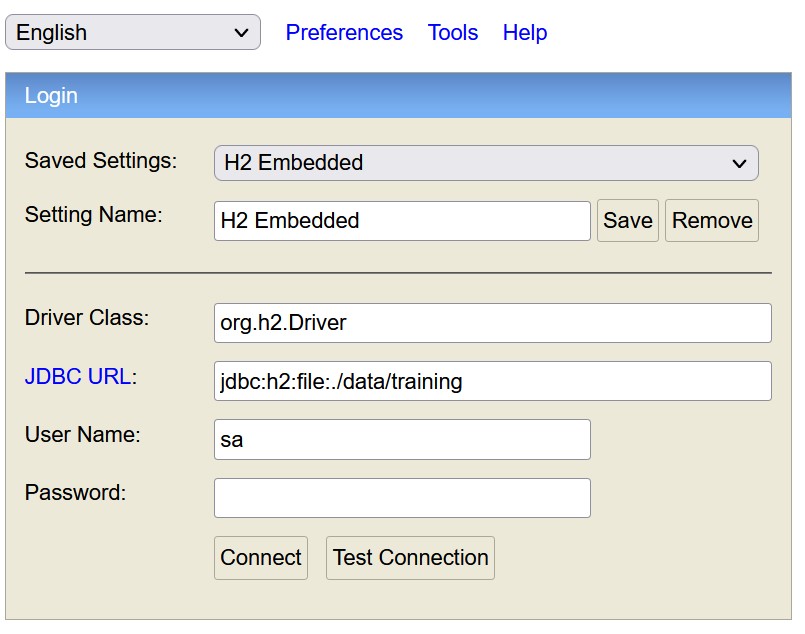 English Preferences Tools Help
Login
Saved Settings: H2 Embedded
Setting Name: H2 Embedded Save Remove
Driver Class: org.h2.Driver
JDBC URL: jdbc:h2:file:./data/training
User Name: sa
Password:
Connect Test Connection